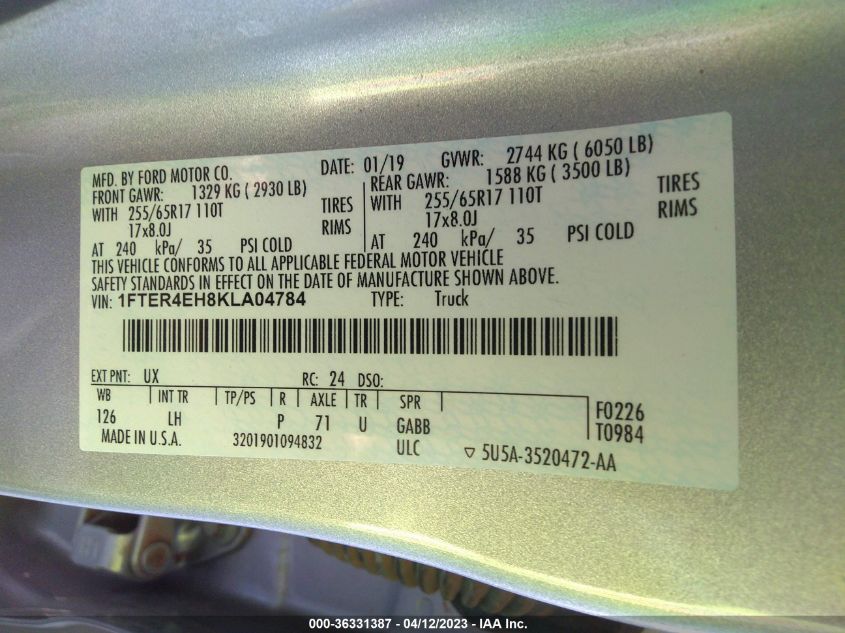 MFD. BY FORD MOTOR CO.
DATE: 01/19 GVWR: 2744 KG ( 6050 LB)
FRONT GAWR: 1329 KG ( 2930 LB) REAR GAWR: 1588 KG ( 3500 LB)
WITH 255/65R17 110T TIRES WITH 255/65R17 110T TIRES
17x8.0J RIMS 17x8.0J RIMS
AT 240 kPa/ 35 PSI COLD AT 240 kPa/ 35 PSI COLD
THIS VEHICLE CONFORMS TO ALL APPLICABLE FEDERAL MOTOR VEHICLE
SAFETY STANDARDS IN EFFECT ON THE DATE OF MANUFACTURE SHOWN ABOVE.
VIN: 1FTER4EH8KLA04784 TYPE: Truck
EXT PNT: UX RC: 24 DSO:
WB INT TR TP/PS R AXLE TR SPR
126 LH P 71 U GABB F0226
ULC T0984
MADE IN U.S.A. 3201901094832
▽ 5U5A-3520472-AA
000-36331387 - 04/12/2023 - IAA Inc.